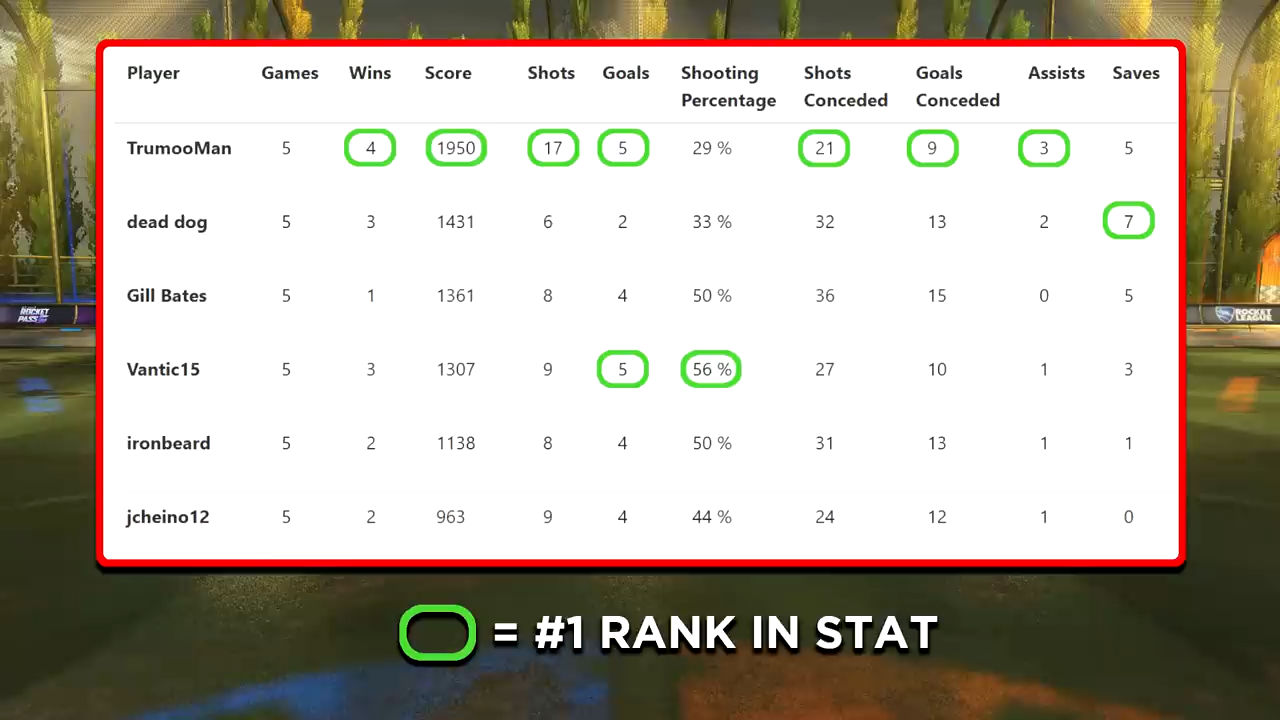 Player Games Wins Score Shots Goals Shooting Percentage Shots Conceded Goals Conceded Assists Saves
TrumooMan 5 4 1950 17 5 29 % 21 9 3 5
dead dog 5 3 1431 6 2 33 % 32 13 2 7
Gill Bates 5 1 1361 8 4 50 % 36 15 0 5
Vantic15 5 3 1307 9 5 56 % 27 10 1 3
ironbeard 5 2 1138 8 4 50 % 31 13 1 1
jcheino12 5 2 963 9 4 44 % 24 12 1 0
ROCKET PASS
ROCKET LEAGUE
= #1 RANK IN STAT